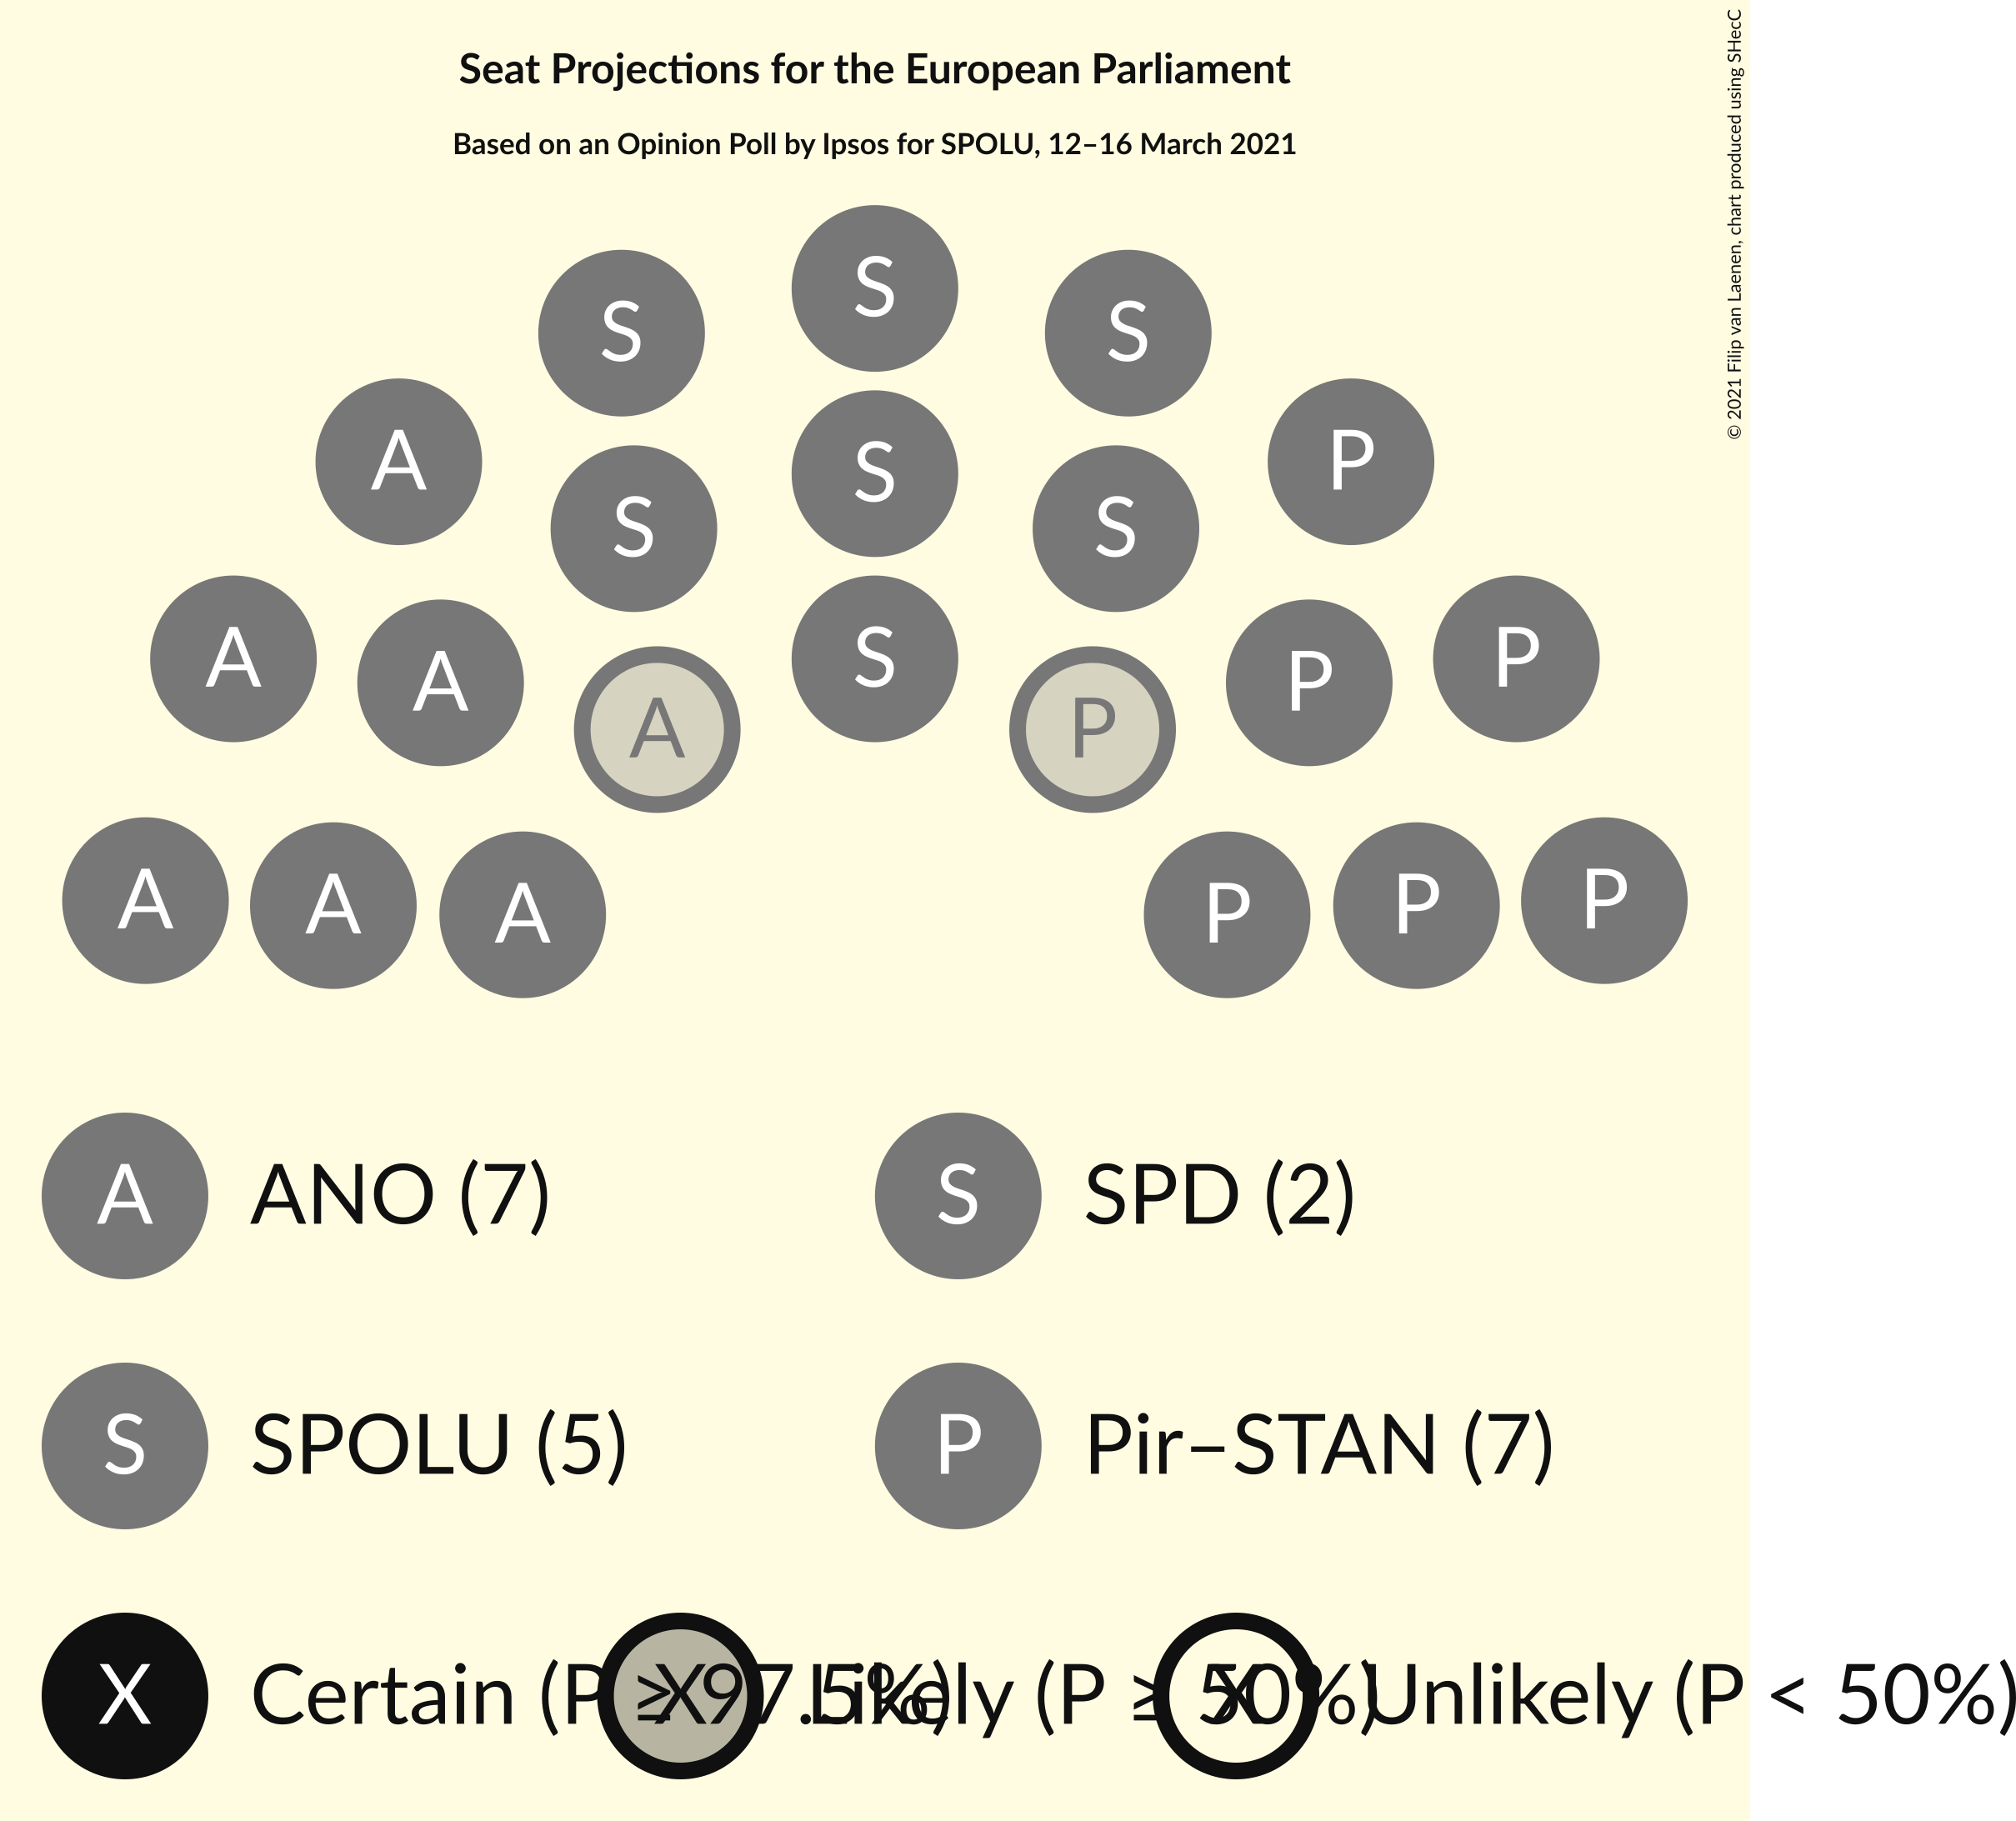 Seat Projections for the European Parliament
Based on an Opinion Poll by Ipsos for SPOLU, 12–16 March 2021
© 2021 Filip van Laenen, chart produced using SHecC
S
S S
A S P
S S
A S P
A A P P
A P
A A A P P P
A ANO (7) S SPD (2)
S SPOLU (5) P Pir–STAN (7)
X Certain (P ≥ 97.5%) X Likely (P ≥ 50%) X Unlikely (P < 50%)